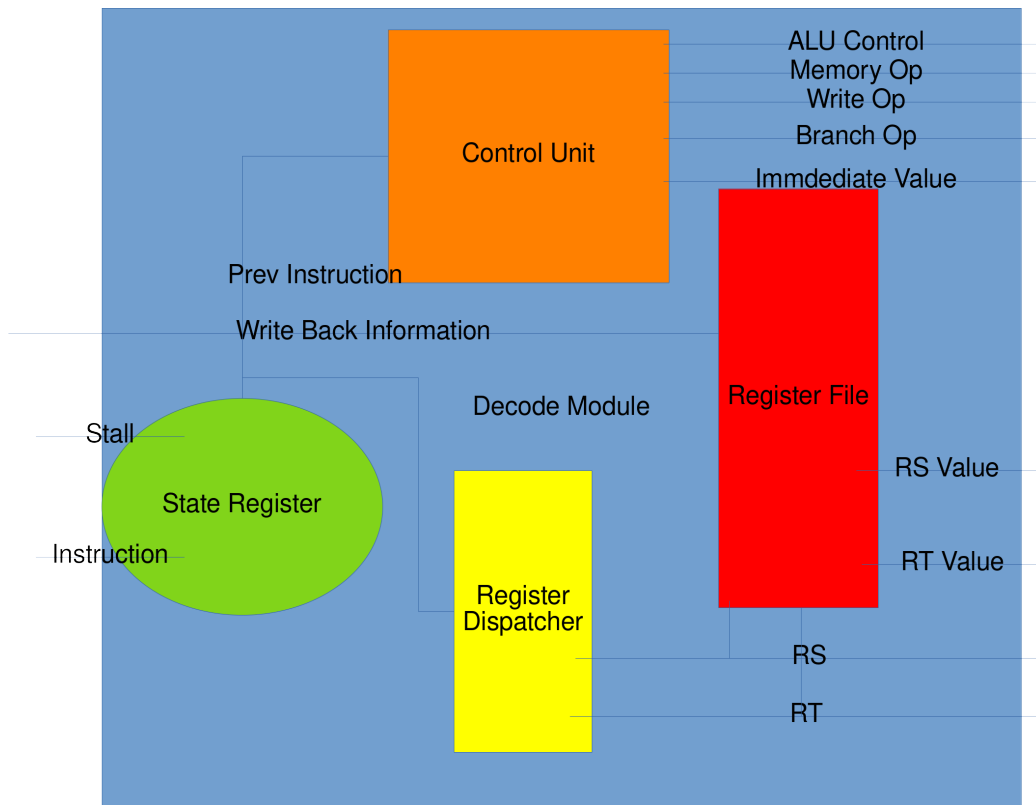 ALU Control
Memory Op
Write Op
Branch Op
Control Unit
Immdediate Value
Prev Instruction
Write Back Information
Register File
Decode Module
Stall
RS Value
State Register
Instruction
RT Value
Register
Dispatcher
RS
RT